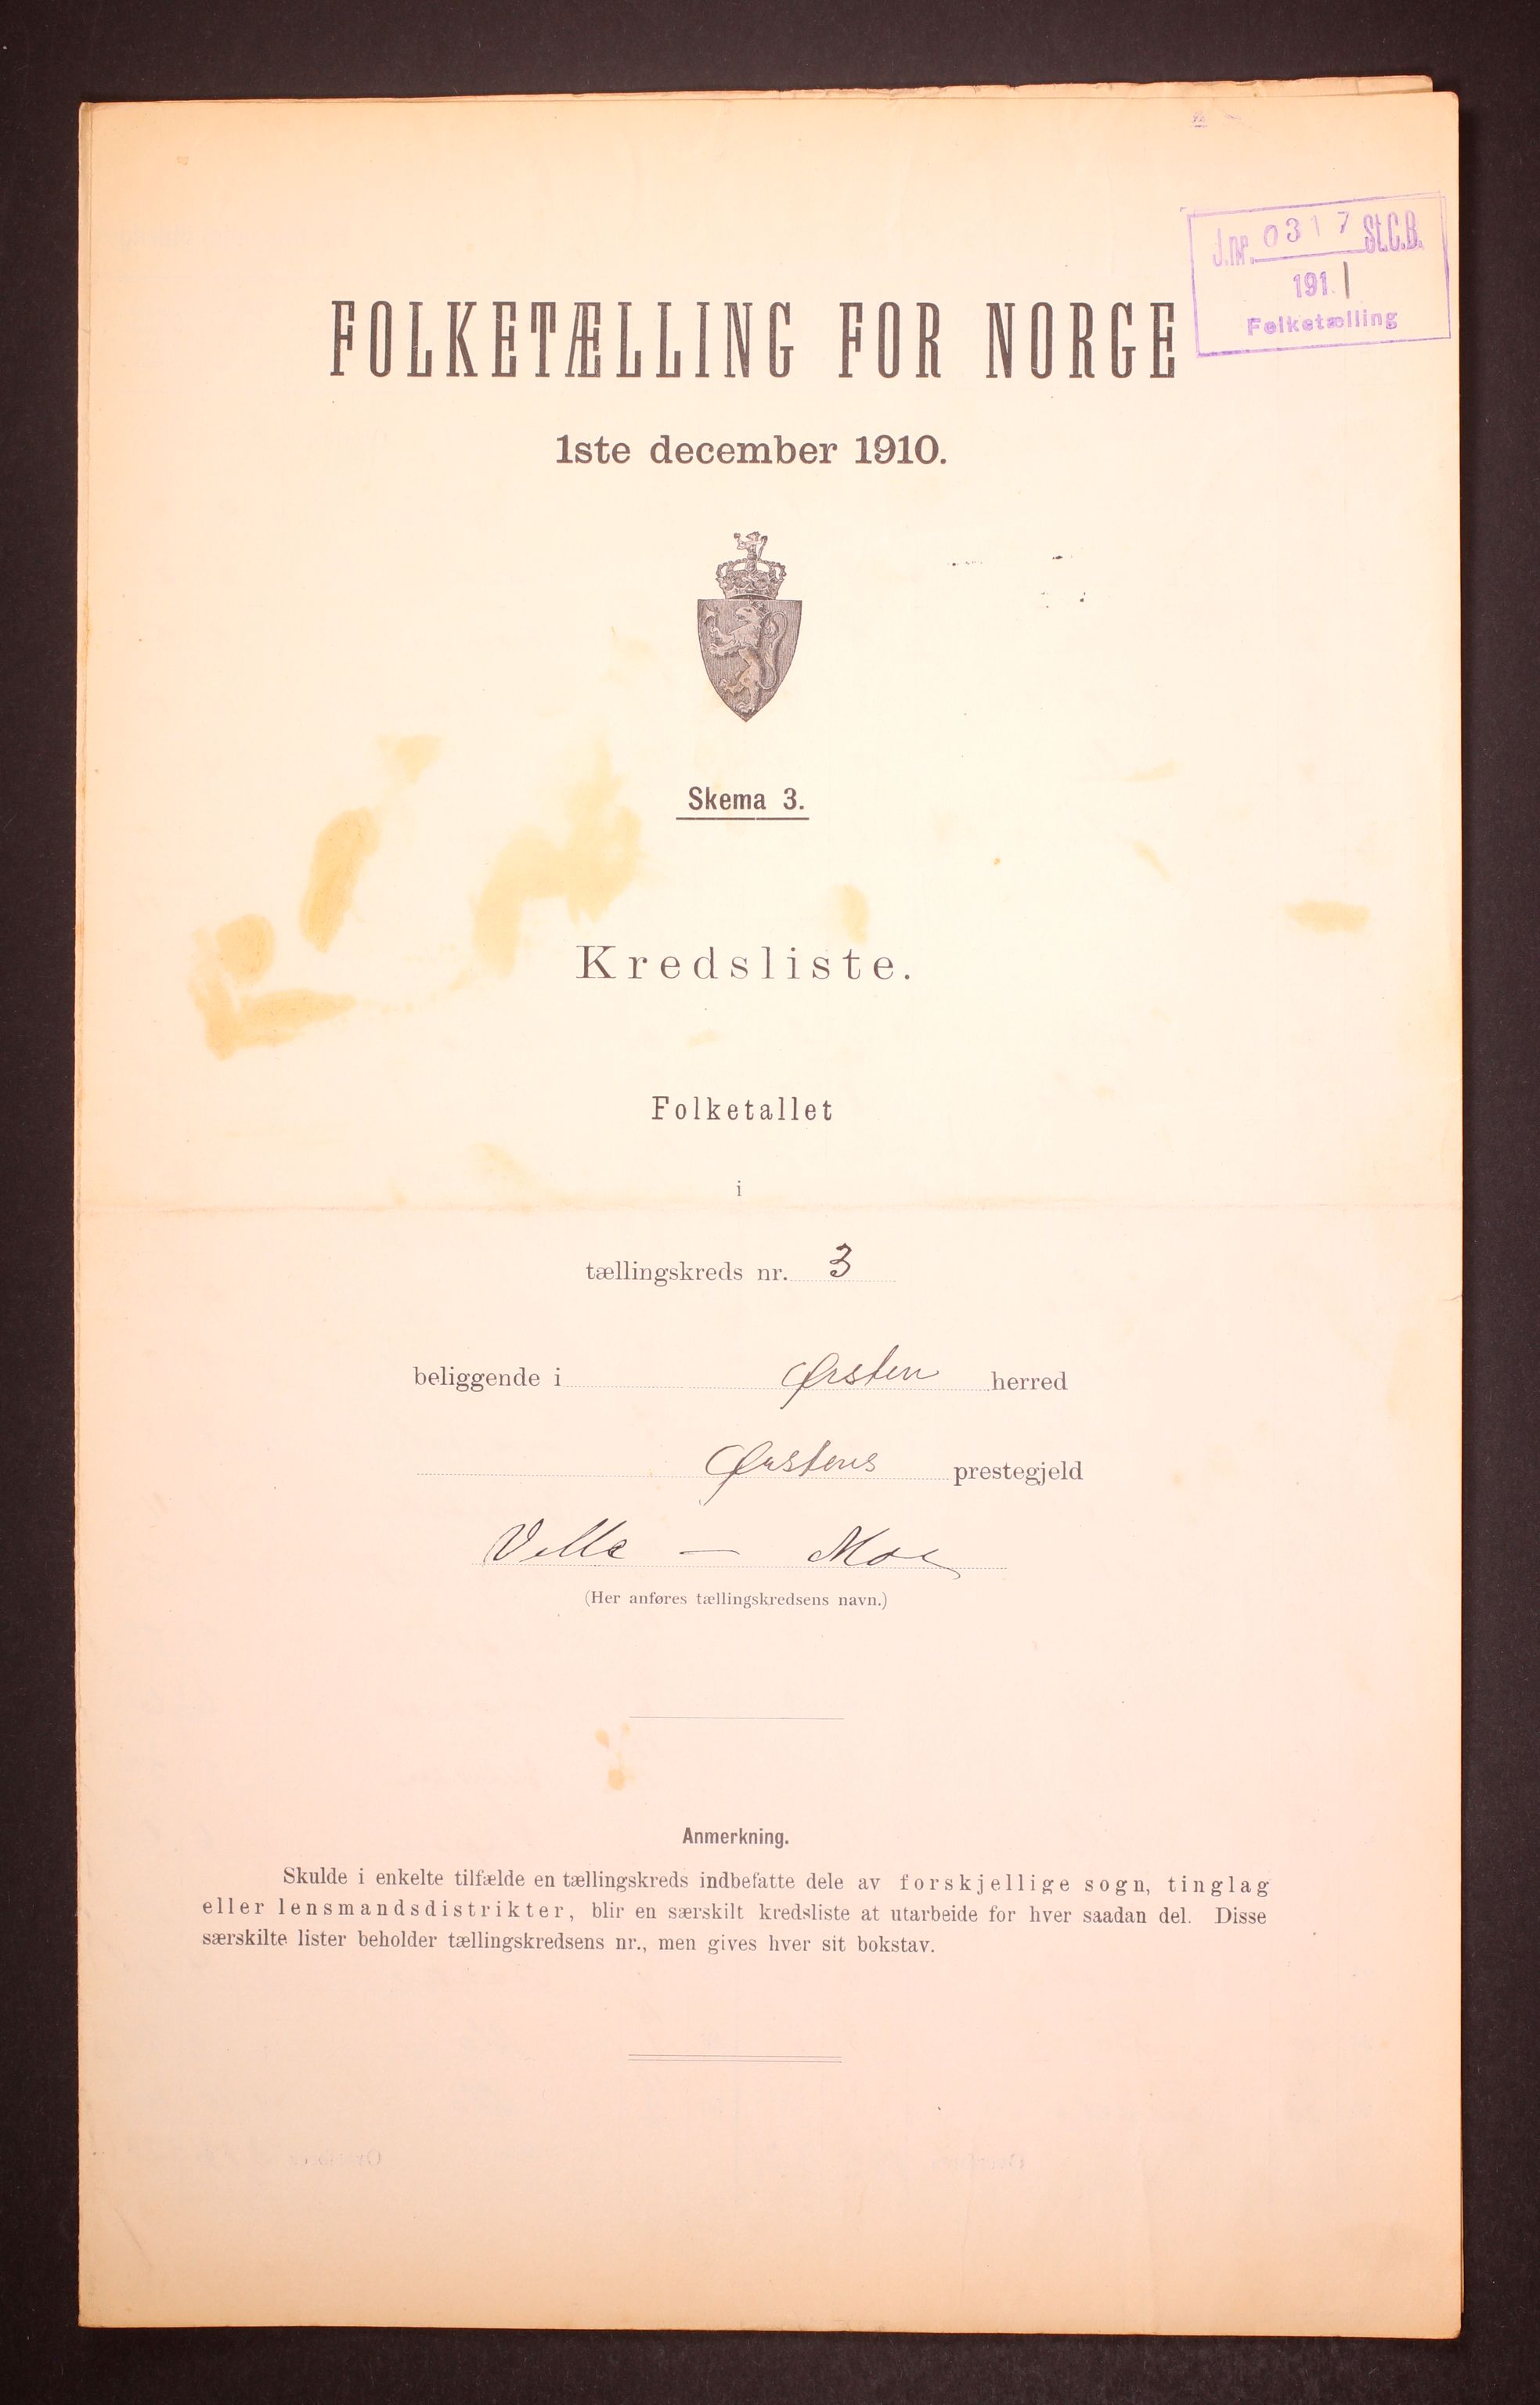 J.nr. 0317 St.C.B.
191 1
Folketælling
FOLKETÆLLING FOR NORGE
1ste december 1910.
Skema 3.
Kredsliste.
Folketallet
i
tællingskreds nr. 3
beliggende i Ørsten herred
Ørstens prestegjeld
Velle — Moe
(Her anføres tællingskredsens navn.)
Anmerkning.
Skulde i enkelte tilfælde en tællingskreds indbefatte dele av forskjellige sogn, tinglag
eller lensmandsdistrikter, blir en særskilt kredsliste at utarbeide for hver saadan del. Disse
særskilte lister beholder tællingskredsens nr., men gives hver sit bokstav.